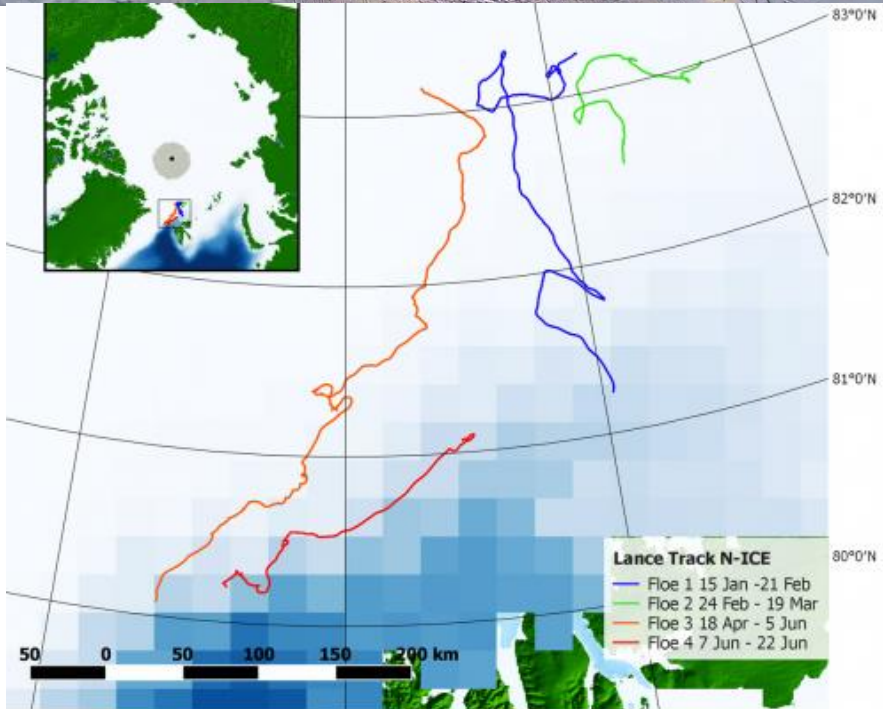 83°0'N
82°0'N
81°0'N
80°0'N
Lance Track N-ICE
Floe 1 15 Jan -21 Feb
Floe 2 24 Feb - 19 Mar
Floe 3 18 Apr - 5 Jun
Floe 4 7 Jun - 22 Jun
50 0 50 100 150 200 km